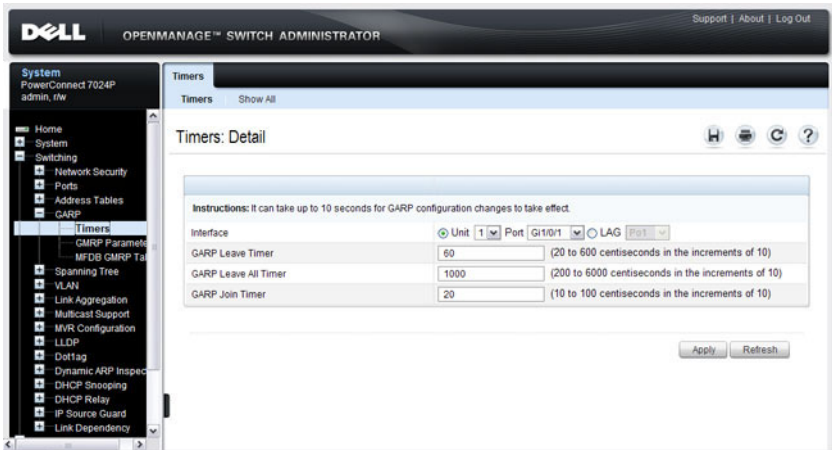 Support | About | Log Out
DELL
OPENMANAGE™ SWITCH ADMINISTRATOR
System
PowerConnect 7024P
admin, r/w
Home
System
Switching
Network Security
Ports
Address Tables
GARP
Timers
GMRP Paramete
MFDB GMRP Tal
Spanning Tree
VLAN
Link Aggregation
Multicast Support
MVR Configuration
LLDP
Dot1ag
Dynamic ARP Inspec
DHCP Snooping
DHCP Relay
IP Source Guard
Link Dependency
Timers
Timers Show All
Timers: Detail
Instructions: It can take up to 10 seconds for GARP configuration changes to take effect.
Interface Unit 1 Port Gi1/0/1 LAG Po1
GARP Leave Timer 60 (20 to 600 centiseconds in the increments of 10)
GARP Leave All Timer 1000 (200 to 6000 centiseconds in the increments of 10)
GARP Join Timer 20 (10 to 100 centiseconds in the increments of 10)
Apply Refresh